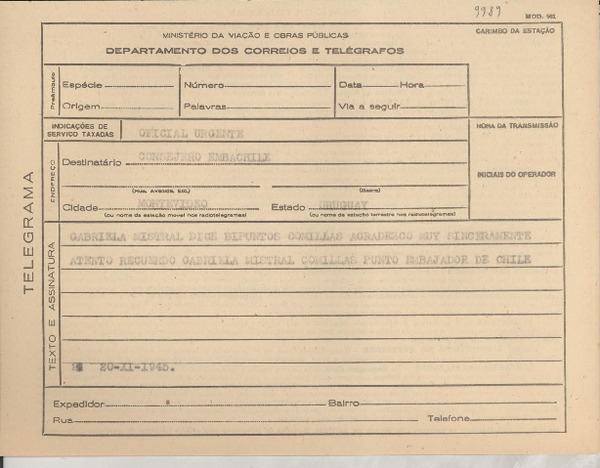 9989
MOD. 962
MINISTÉRIO DA VIAÇÃO E OBRAS PÚBLICAS
DEPARTAMENTO DOS CORREIOS E TELÉGRAFOS
CARIMBO DA ESTAÇÃO
Preâmbulo
Espécie
Número
Data Hora
Origem
Palavras
Via a seguir
INDICAÇÕES DE SERVIÇO TAXADAS
OFICIAL URGENTE
HORA DA TRANSMISSÃO
ENDEREÇO
Destinatário CONSEJERO EMBACHILE
INICIAIS DO OPERADOR
(Rua, Avenida, Etc.) (Bairro)
Cidade MONTEVIDEO Estado URUGUAY
(ou nome da estação movel nos radiotelegramas) (ou nome da estação terrestre nos radiotelegramas)
TELEGRAMA
TEXTO E ASSINATURA
GABRIELA MISTRAL DICE BIPUNTOS COMILLAS AGRADEZCO MUY SINCERAMENTE
ATENTO RECUERDO GABRIELA MISTRAL COMILLAS PUNTO EMBAJADOR DE CHILE
20-XI-1945.
Expedidor Bairro
Rua Telefone